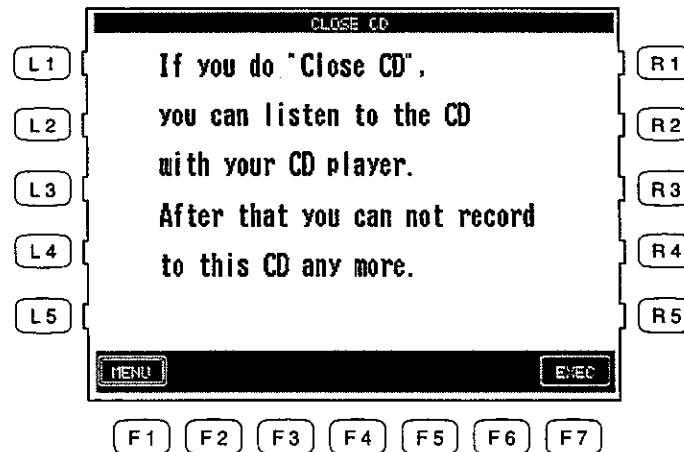 CLOSE CD
L1
R1
If you do "Close CD",
L2
R2
you can listen to the CD
with your CD player.
L3
R3
After that you can not record
L4
R4
to this CD any more.
L5
R5
MENU
EXEC
F1 F2 F3 F4 F5 F6 F7